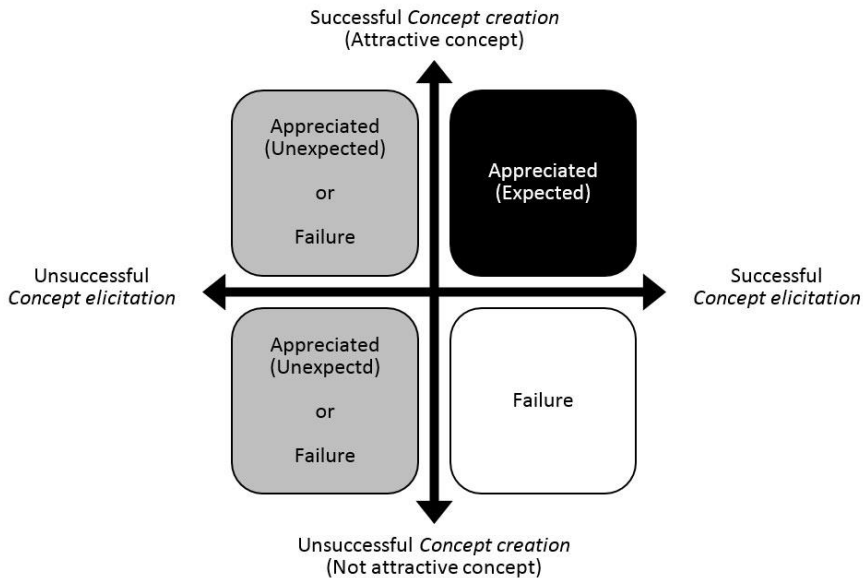 Successful Concept creation
(Attractive concept)
Appreciated
(Unexpected)
or
Failure
Appreciated
(Expected)
Unsuccessful
Concept elicitation
Successful
Concept elicitation
Appreciated
(Unexpectd)
or
Failure
Failure
Unsuccessful Concept creation
(Not attractive concept)